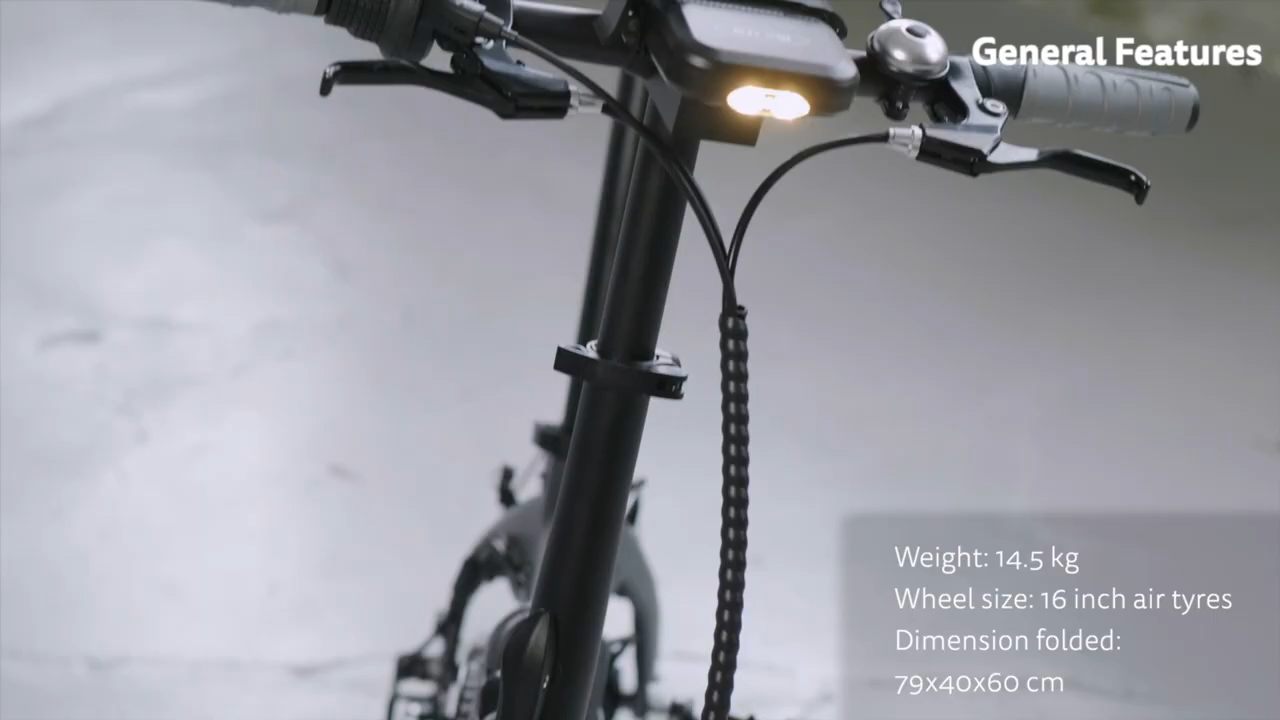 General Features
Weight: 14.5 kg
Wheel size: 16 inch air tyres
Dimension folded:
79x40x60 cm